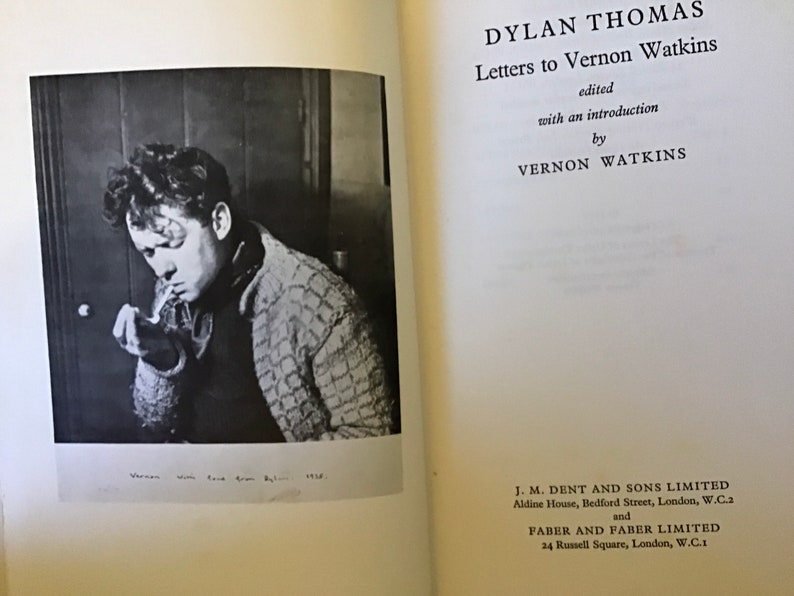 Vernon with love from Dylan. 1938.
DYLAN THOMAS
Letters to Vernon Watkins
edited
with an introduction
by
VERNON WATKINS
J. M. DENT AND SONS LIMITED
Aldine House, Bedford Street, London, W.C.2
and
FABER AND FABER LIMITED
24 Russell Square, London, W.C.1